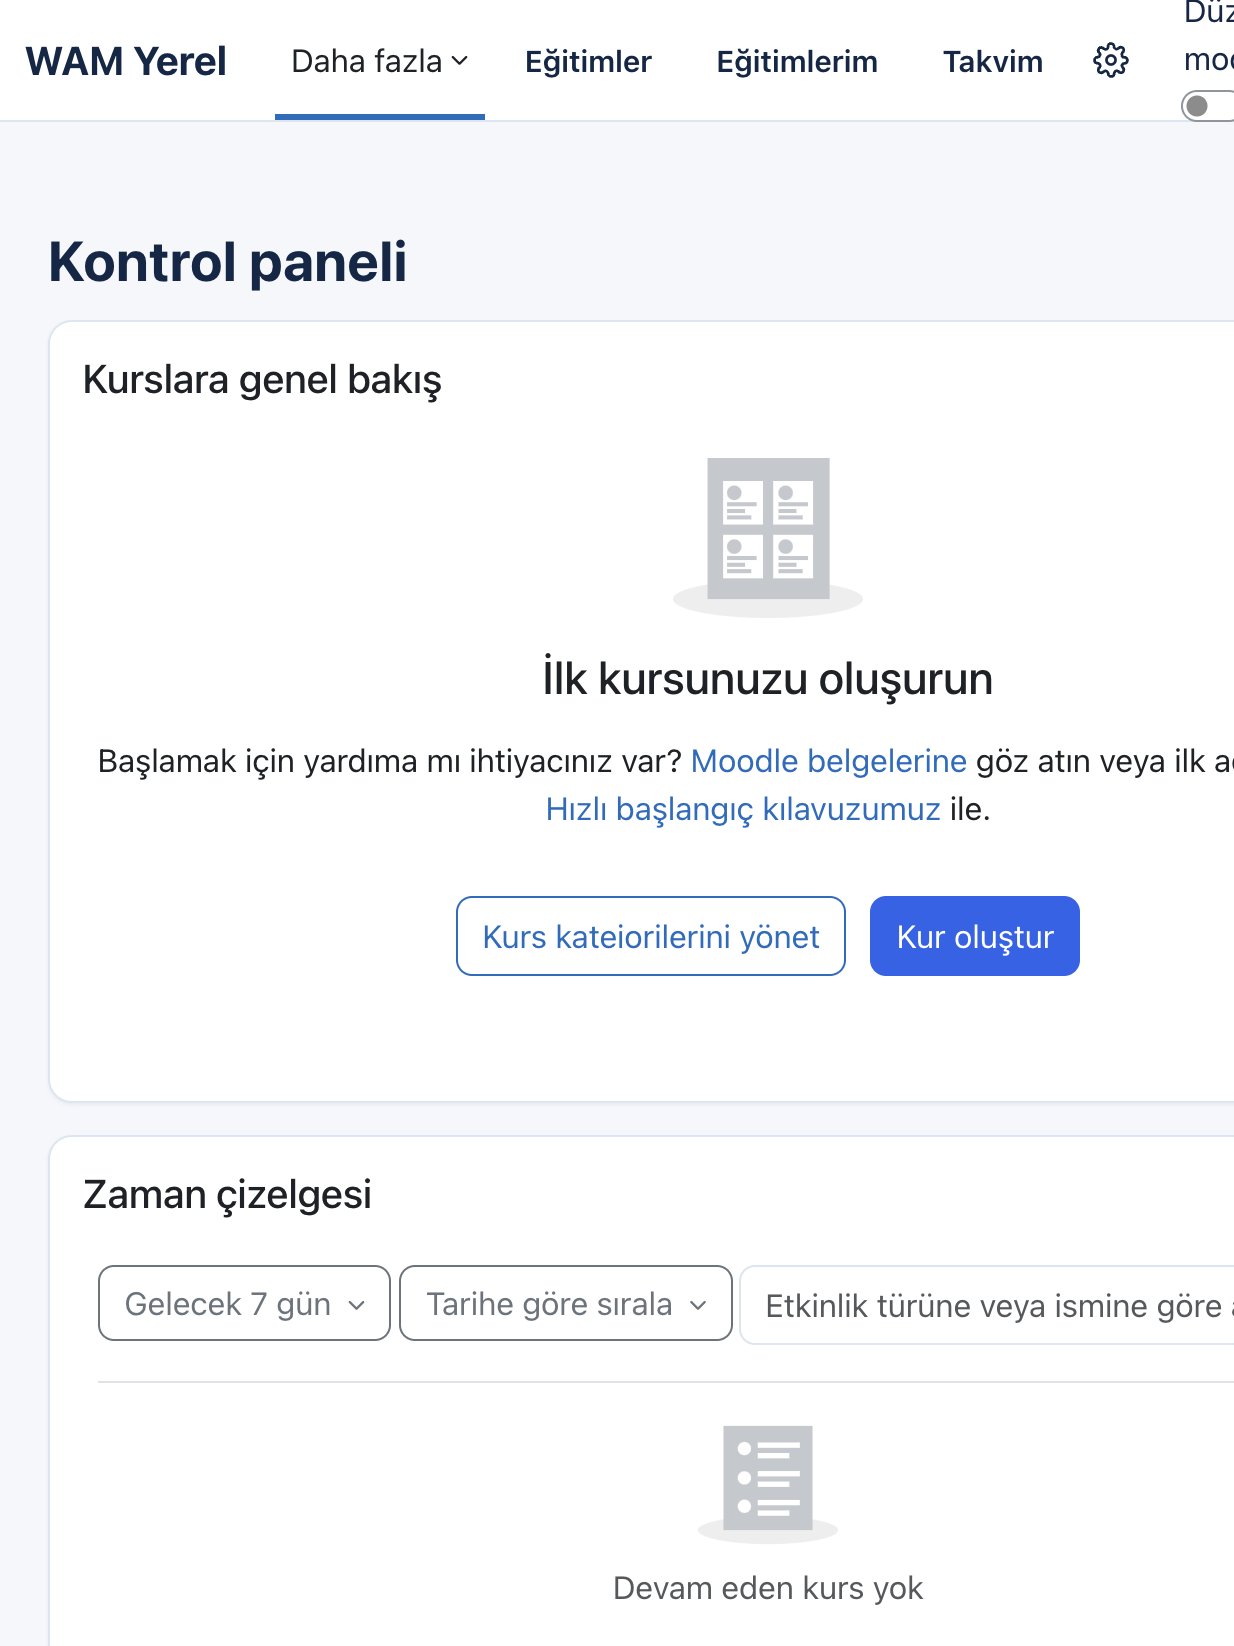 WAM Yerel Daha fazla Eğitimler Eğitimlerim Takvim
Kontrol paneli
Kurslara genel bakış
İlk kursunuzu oluşurun
Başlamak için yardıma mı ihtiyacınız var? Moodle belgelerine göz atın veya ilk
Hızlı başlangıç kılavuzumuz ile.
Kurs kateiorilerini yönet Kur oluştur
Zaman çizelgesi
Gelecek 7 gün Tarihe göre sırala Etkinlik türüne veya ismine göre
Devam eden kurs yok